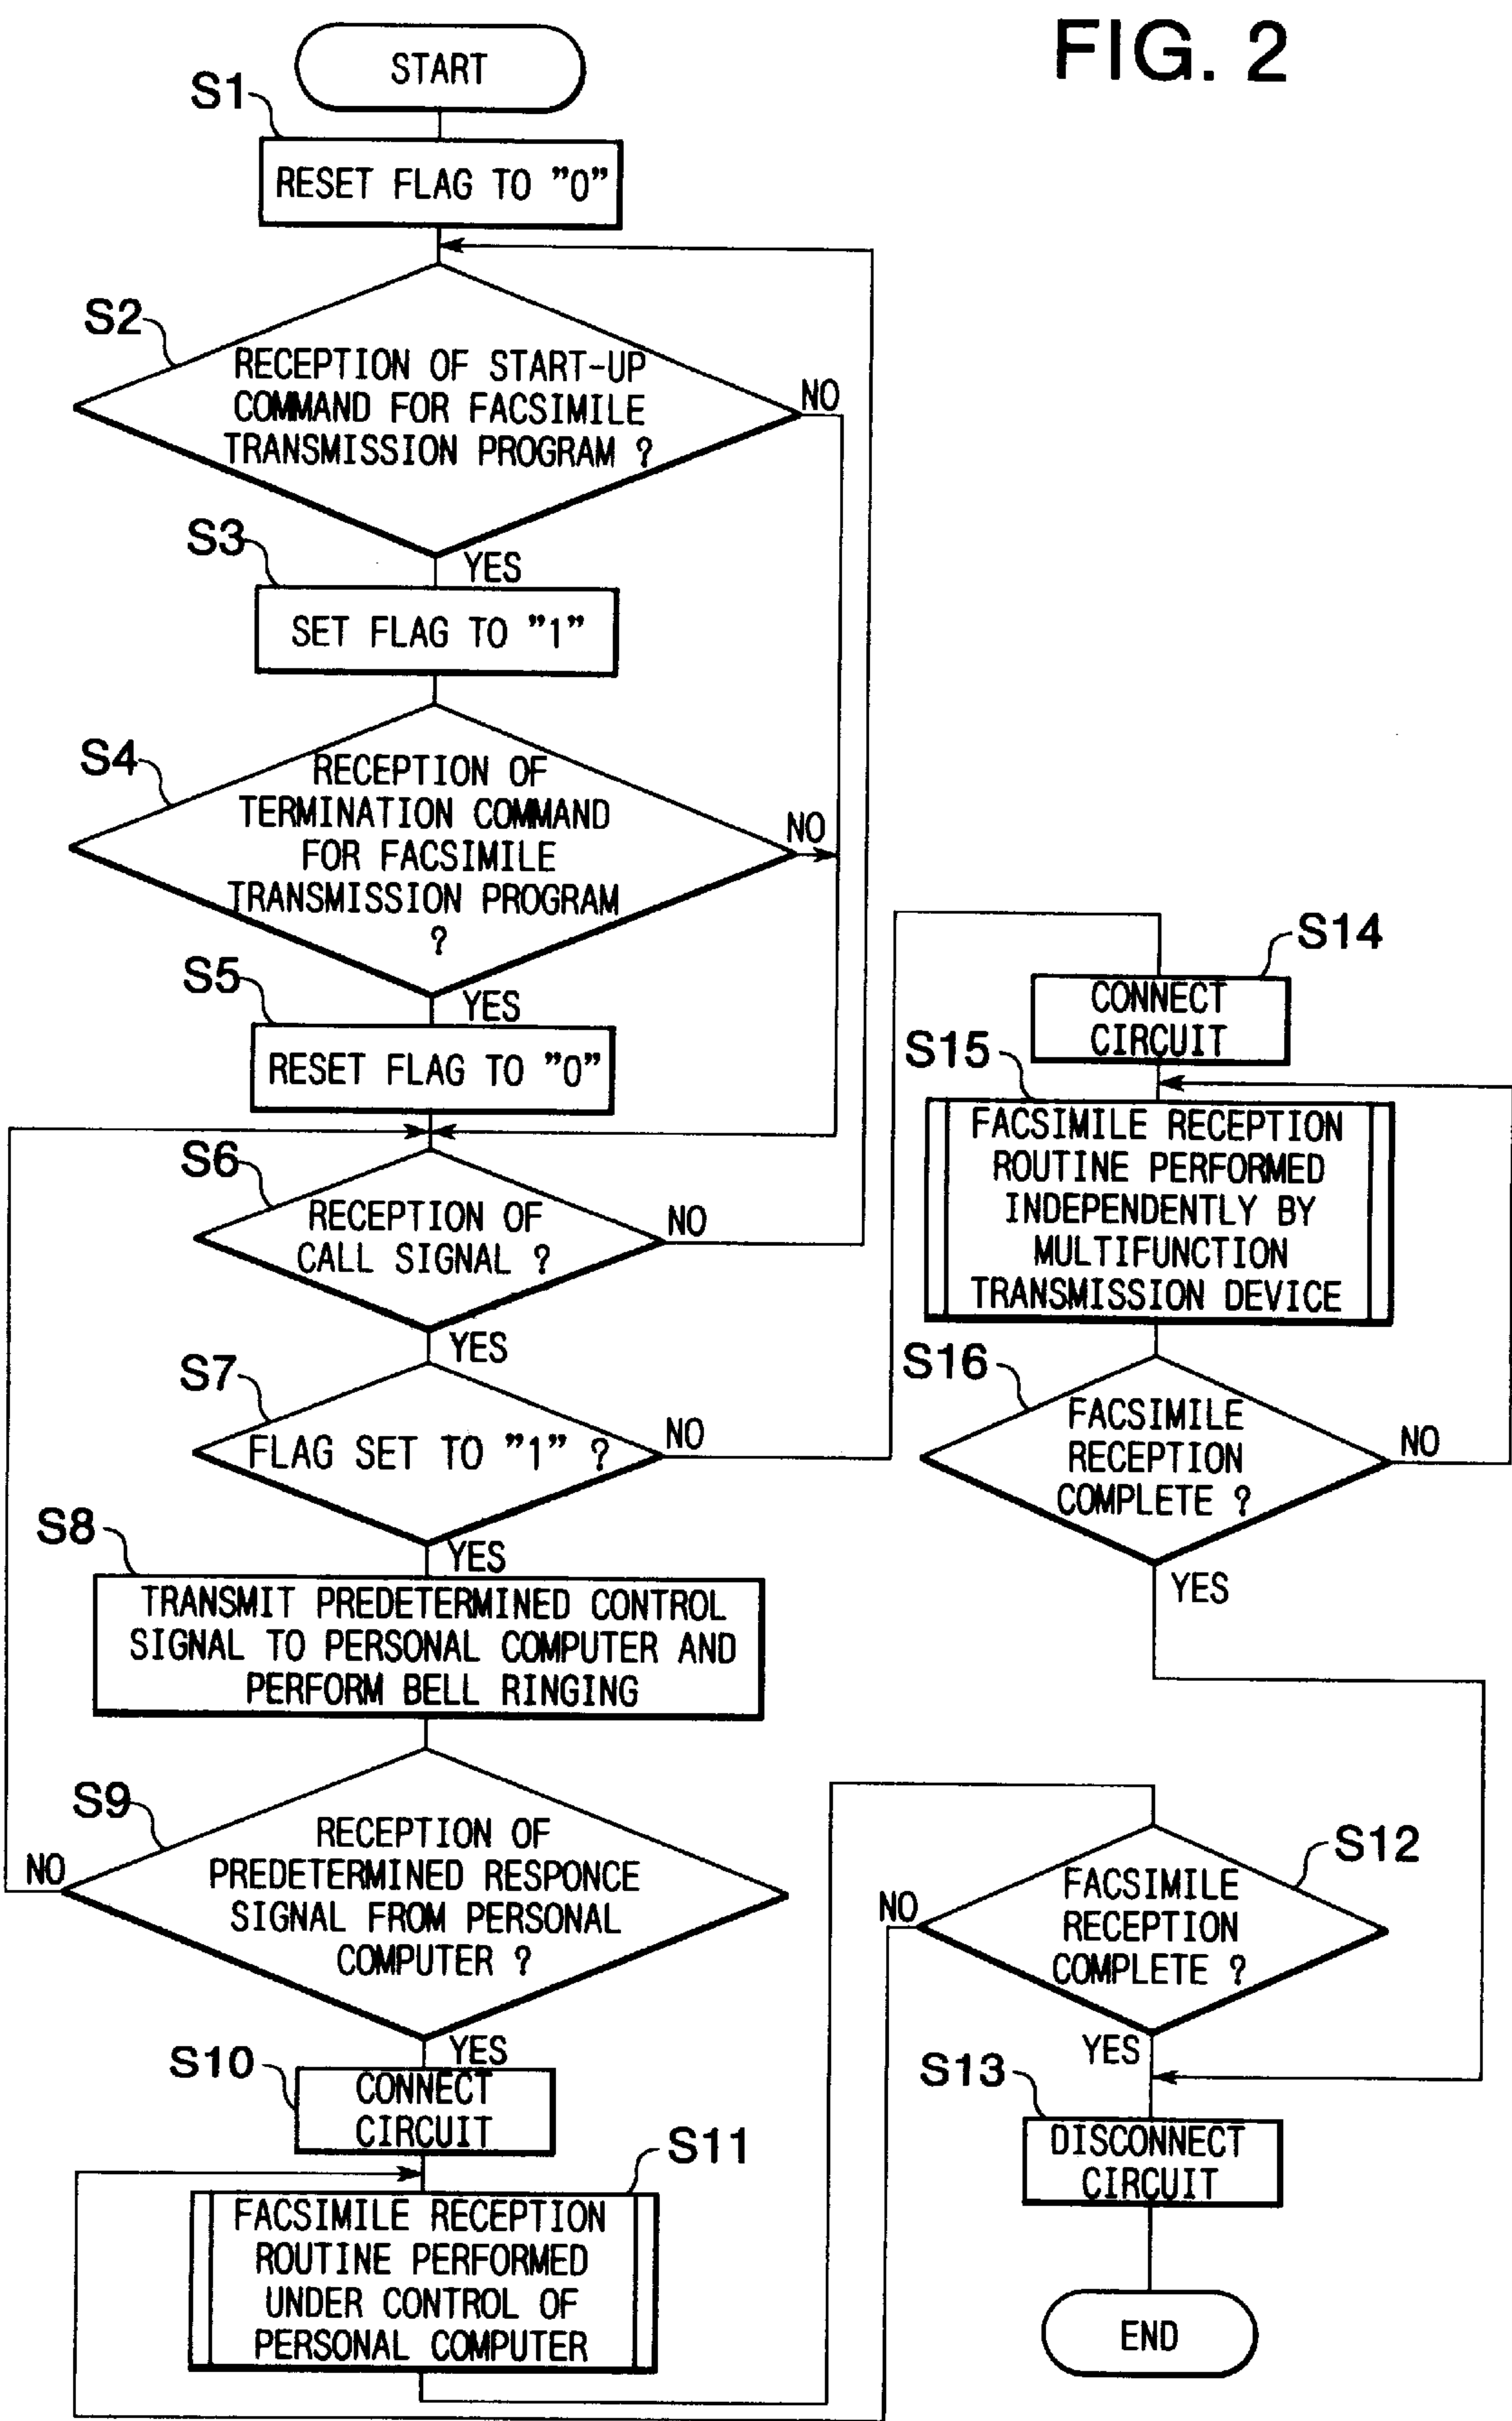 FIG. 2
START
S1
RESET FLAG TO ”0”
S2
RECEPTION OF START-UP
COMMAND FOR FACSIMILE
TRANSMISSION PROGRAM ?
NO
YES
S3
SET FLAG TO ”1”
S4
RECEPTION OF
TERMINATION COMMAND
FOR FACSIMILE
TRANSMISSION PROGRAM
?
NO
YES
S5
RESET FLAG TO ”0”
S6
RECEPTION OF
CALL SIGNAL ?
NO
YES
S7
FLAG SET TO ”1” ?
NO
YES
S8
TRANSMIT PREDETERMINED CONTROL
SIGNAL TO PERSONAL COMPUTER AND
PERFORM BELL RINGING
S9
RECEPTION OF
PREDETERMINED RESPONCE
SIGNAL FROM PERSONAL
COMPUTER ?
NO
YES
S10
CONNECT
CIRCUIT
S11
FACSIMILE RECEPTION
ROUTINE PERFORMED
UNDER CONTROL OF
PERSONAL COMPUTER
S14
CONNECT
CIRCUIT
S15
FACSIMILE RECEPTION
ROUTINE PERFORMED
INDEPENDENTLY BY
MULTIFUNCTION
TRANSMISSION DEVICE
S16
FACSIMILE
RECEPTION
COMPLETE ?
NO
YES
S12
FACSIMILE
RECEPTION
COMPLETE ?
NO
YES
S13
DISCONNECT
CIRCUIT
END